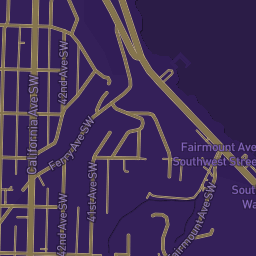 42nd Ave SW
California Ave SW
Ferry Ave SW
Fairmount Ave
Southwest Stree
41st Ave SW
42nd Ave SW
Fairmount Ave SW
Sout
Wa